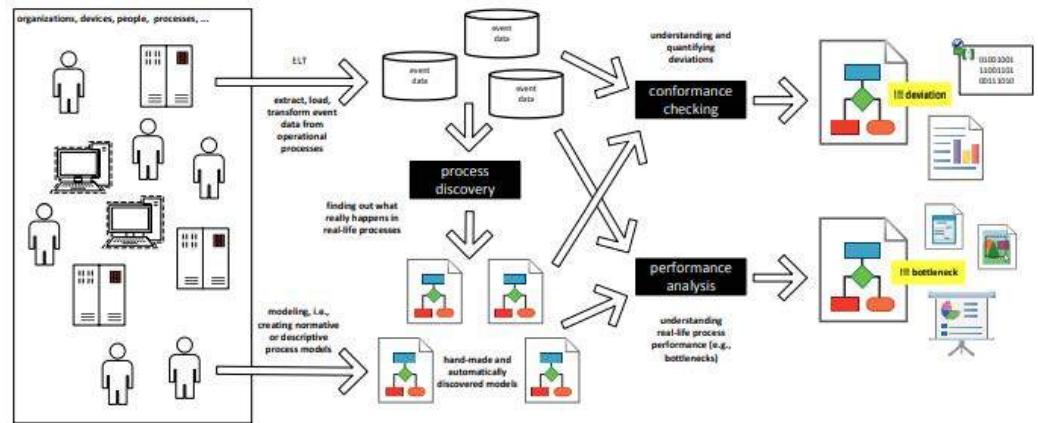 organizations, devices, people, processes, ...
ELT
extract, load,
transform event
data from
operational
processes
event
data
event
data
event
data
process
discovery
finding out what
really happens in
real-life processes
modeling, i.e.,
creating normative
or descriptive
process models
hand-made and
automatically
discovered models
understanding and
quantifying
deviations
conformance
checking
performance
analysis
understanding
real-life process
performance (e.g.,
bottlenecks)
!!! deviation
01001001
11001101
00111010
!!! bottleneck